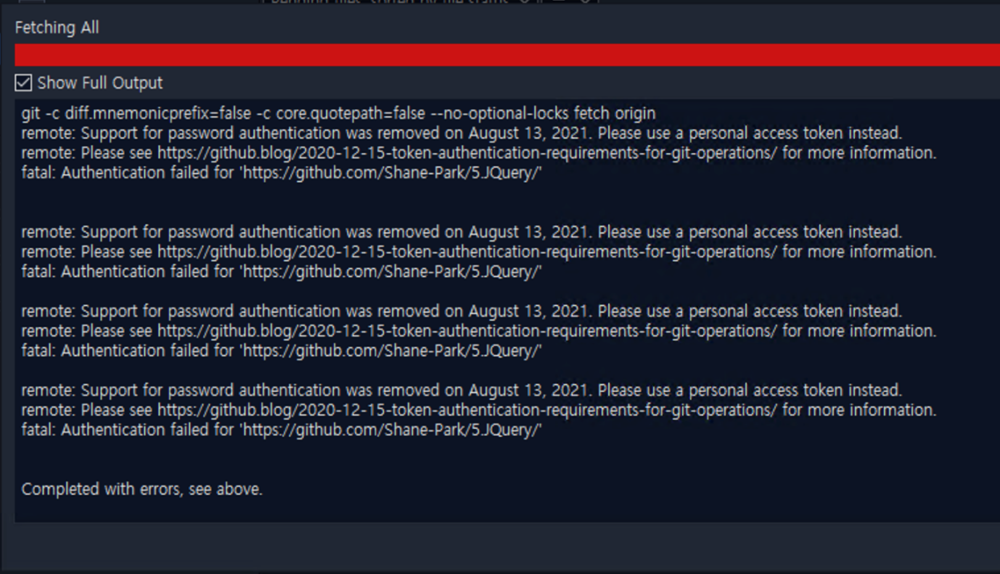 Fetching All
Show Full Output
git -c diff.mnemonicprefix=false -c core.quotepath=false --no-optional-locks fetch origin
remote: Support for password authentication was removed on August 13, 2021. Please use a personal access token instead.
remote: Please see https://github.blog/2020-12-15-token-authentication-requirements-for-git-operations/ for more information.
fatal: Authentication failed for 'https://github.com/Shane-Park/5.JQuery/'
remote: Support for password authentication was removed on August 13, 2021. Please use a personal access token instead.
remote: Please see https://github.blog/2020-12-15-token-authentication-requirements-for-git-operations/ for more information.
fatal: Authentication failed for 'https://github.com/Shane-Park/5.JQuery/'
remote: Support for password authentication was removed on August 13, 2021. Please use a personal access token instead.
remote: Please see https://github.blog/2020-12-15-token-authentication-requirements-for-git-operations/ for more information.
fatal: Authentication failed for 'https://github.com/Shane-Park/5.JQuery/'
remote: Support for password authentication was removed on August 13, 2021. Please use a personal access token instead.
remote: Please see https://github.blog/2020-12-15-token-authentication-requirements-for-git-operations/ for more information.
fatal: Authentication failed for 'https://github.com/Shane-Park/5.JQuery/'
Completed with errors, see above.